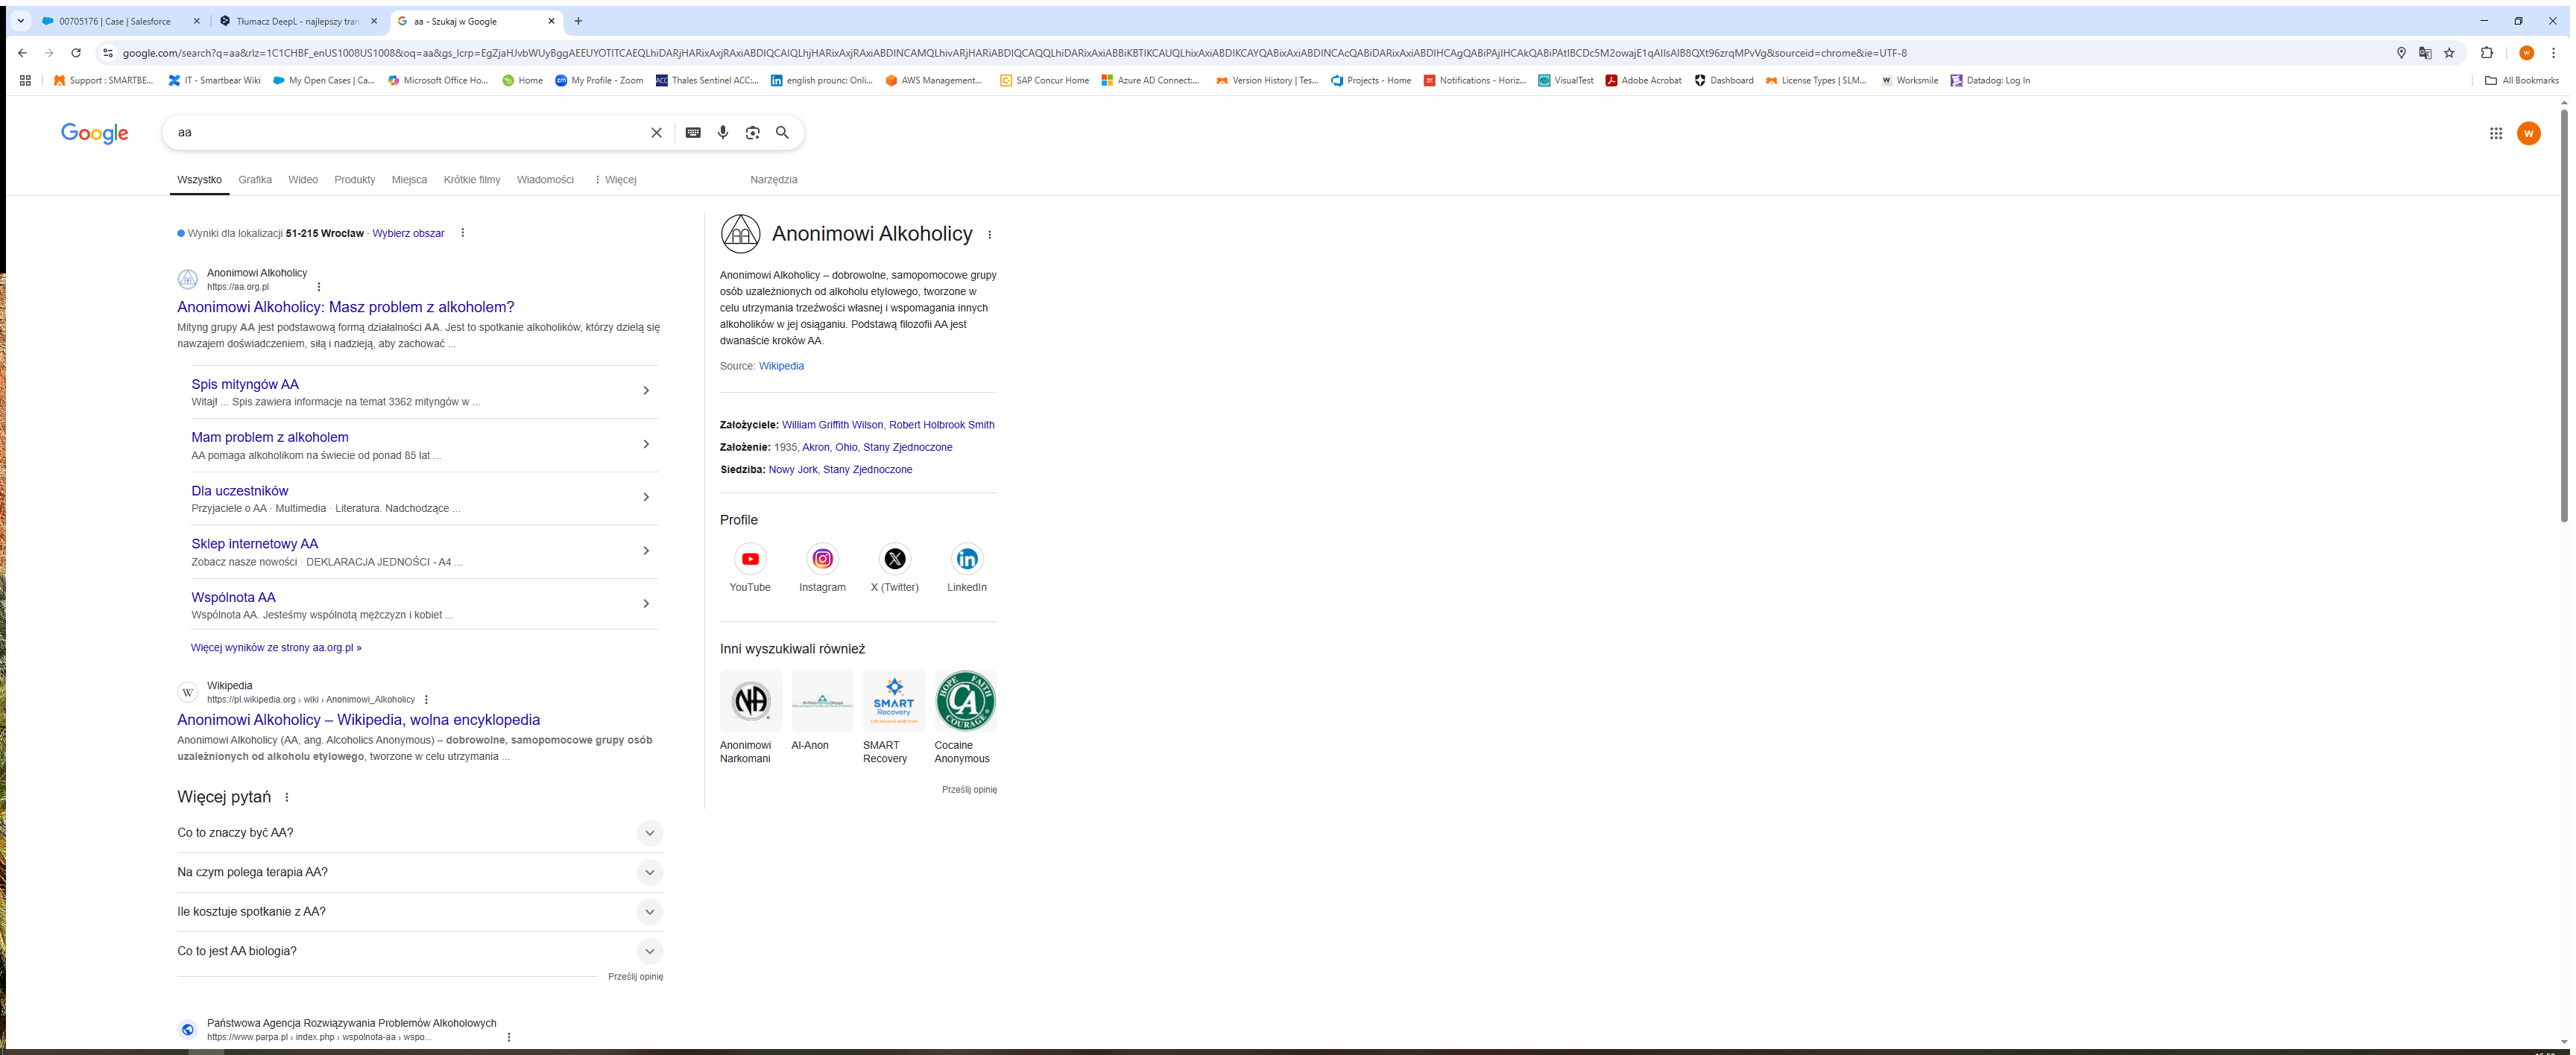 00705176 | Case | Salesforce
Tłumacz DeepL - najlepszy tran
aa - Szukaj w Google
Support : SMARTBE...
IT - Smartbear Wiki
My Open Cases | Ca...
Microsoft Office Ho...
Home
My Profile - Zoom
Thales Sentinel ACC:...
english prounc: Onli...
AWS Management...
SAP Concur Home
Azure AD Connect:...
Version History | Tes...
Projects - Home
Notifications - Horiz...
VisualTest
Adobe Acrobat
Dashboard
License Types | SLM...
Worksmile
Datadog: Log In
All Bookmarks
Google
aa
W
Wszystko
Grafika
Wideo
Produkty
Miejsca
Krótkie filmy
Wiadomości
Więcej
Narzędzia
Wyniki dla lokalizacji 51-215 Wrocław · Wybierz obszar
Anonimowi Alkoholicy
https://aa.org.pl
Anonimowi Alkoholicy: Masz problem z alkoholem?
Mityng grupy AA jest podstawową formą działalności AA. Jest to spotkanie alkoholików, którzy dzielą się
nawzajem doświadczeniem, siłą i nadzieją, aby zachować ...
Spis mityngów AA
Witaj! ... Spis zawiera informacje na temat 3362 mityngów w ...
Mam problem z alkoholem
AA pomaga alkoholikom na świecie od ponad 85 lat ...
Dla uczestników
Przyjaciele o AA · Multimedia · Literatura. Nadchodzące ...
Sklep internetowy AA
Zobacz nasze nowości · DEKLARACJA JEDNOŚCI - A4 ...
Wspólnota AA
Wspólnota AA. Jesteśmy wspólnotą mężczyzn i kobiet ...
Więcej wyników ze strony aa.org.pl »
W
Wikipedia
https://pl.wikipedia.org › wiki › Anonimowi_Alkoholicy
Anonimowi Alkoholicy – Wikipedia, wolna encyklopedia
Anonimowi Alkoholicy (AA, ang. Alcoholics Anonymous) – dobrowolne, samopomocowe grupy osób
uzależnionych od alkoholu etylowego, tworzone w celu utrzymania ...
Więcej pytań
Co to znaczy być AA?
Na czym polega terapia AA?
Ile kosztuje spotkanie z AA?
Co to jest AA biologia?
Prześlij opinię
Państwowa Agencja Rozwiązywania Problemów Alkoholowych
https://www.parpa.pl › index.php › wspolnota-aa › wspo...
AA
Anonimowi Alkoholicy
Anonimowi Alkoholicy – dobrowolne, samopomocowe grupy
osób uzależnionych od alkoholu etylowego, tworzone w
celu utrzymania trzeźwości własnej i wspomagania innych
alkoholików w jej osiąganiu. Podstawą filozofii AA jest
dwanaście kroków AA.
Source: Wikipedia
Założyciele: William Griffith Wilson, Robert Holbrook Smith
Założenie: 1935, Akron, Ohio, Stany Zjednoczone
Siedziba: Nowy Jork, Stany Zjednoczone
Profile
YouTube
Instagram
X (Twitter)
LinkedIn
Inni wyszukiwali również
NA
SMART
Recovery
HOPE FAITH
CA
COURAGE
Anonimowi
Narkomani
Al-Anon
SMART
Recovery
Cocaine
Anonymous
Prześlij opinię